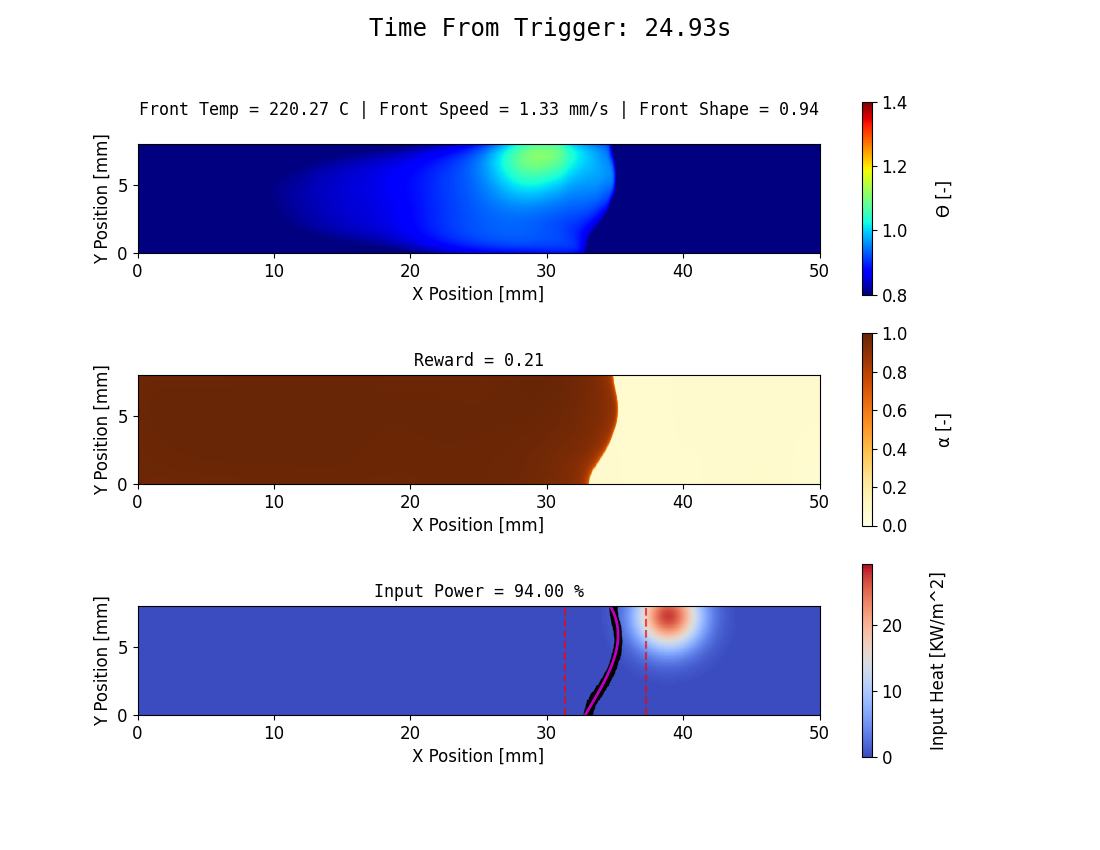 Time From Trigger: 24.93s
Front Temp = 220.27 C | Front Speed = 1.33 mm/s | Front Shape = 0.94
Y Position [mm]
5
0
0 10 20 30 40 50
X Position [mm]
1.4
1.2
1.0
0.8
Θ [-]
Reward = 0.21
Y Position [mm]
5
0
0 10 20 30 40 50
X Position [mm]
1.0
0.8
0.6
0.4
0.2
0.0
α [-]
Input Power = 94.00 %
Y Position [mm]
5
0
0 10 20 30 40 50
X Position [mm]
20
10
0
Input Heat [KW/m^2]